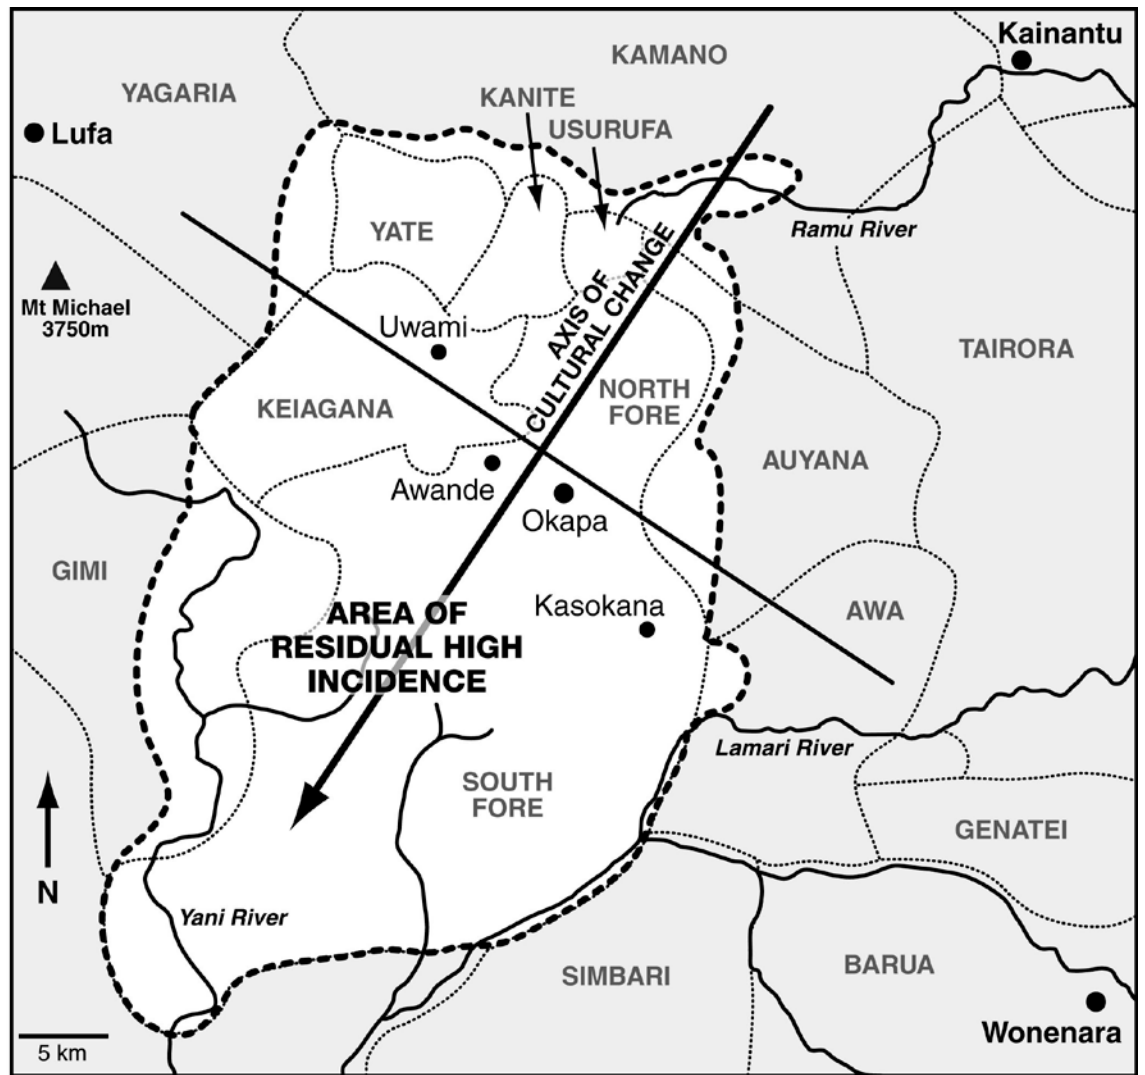 Kainantu
KAMANO
YAGARIA
KANITE
USURUFA
Lufa
YATE
Ramu River
Mt Michael
3750m
AXIS OF
CULTURAL CHANGE
Uwami
TAIRORA
NORTH
FORE
KEIAGANA
AUYANA
Awande
Okapa
GIMI
Kasokana
AWA
AREA OF
RESIDUAL HIGH
INCIDENCE
Lamari River
SOUTH
FORE
GENATEI
N
Yani River
SIMBARI
BARUA
Wonenara
5 km